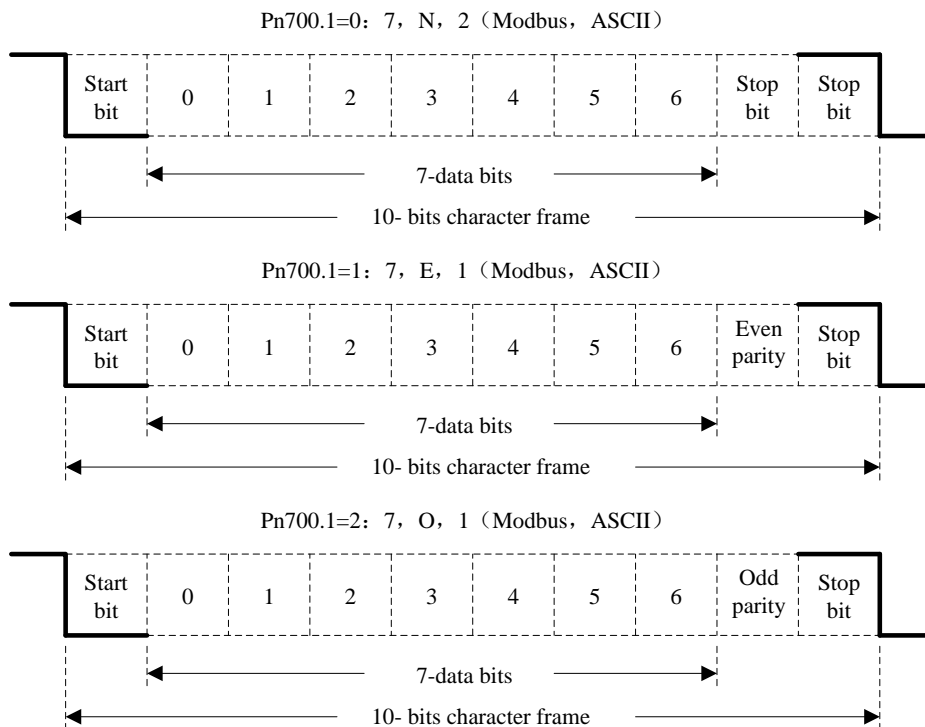 Pn700.1=0：7，N，2（Modbus，ASCII）
Start bit 0 1 2 3 4 5 6 Stop bit Stop bit
7-data bits
10- bits character frame
Pn700.1=1：7，E，1（Modbus，ASCII）
Start bit 0 1 2 3 4 5 6 Even parity Stop bit
7-data bits
10- bits character frame
Pn700.1=2：7，O，1（Modbus，ASCII）
Start bit 0 1 2 3 4 5 6 Odd parity Stop bit
7-data bits
10- bits character frame